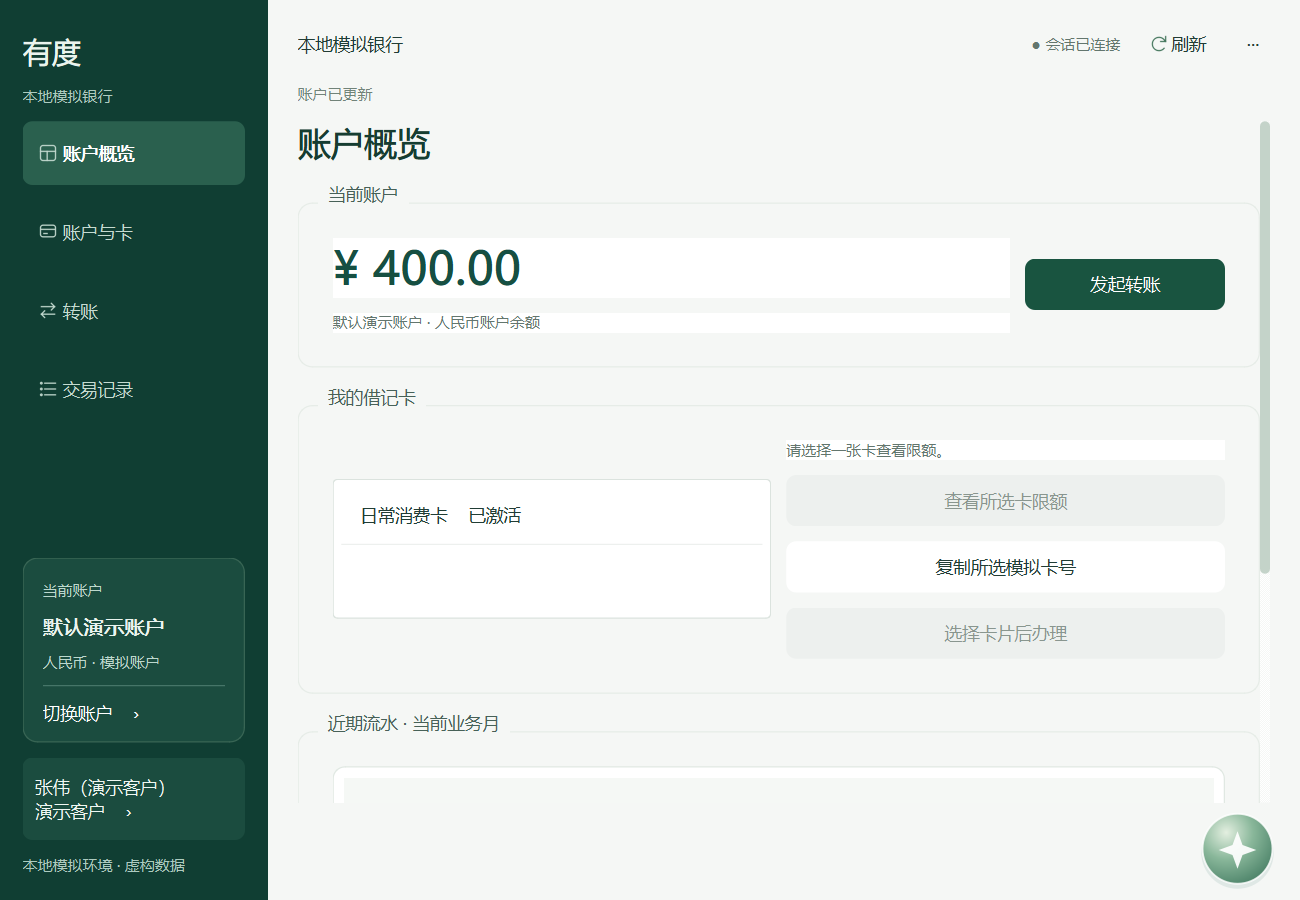 有度
本地模拟银行
账户概览
账户与卡
转账
交易记录
当前账户
默认演示账户
人民币 · 模拟账户
切换账户 ›
张伟（演示客户）
演示客户 ›
本地模拟环境 · 虚构数据
本地模拟银行
● 会话已连接
刷新
···
账户已更新
账户概览
当前账户
¥ 400.00
默认演示账户 · 人民币账户余额
发起转账
我的借记卡
日常消费卡 已激活
请选择一张卡查看限额。
查看所选卡限额
复制所选模拟卡号
选择卡片后办理
近期流水 · 当前业务月